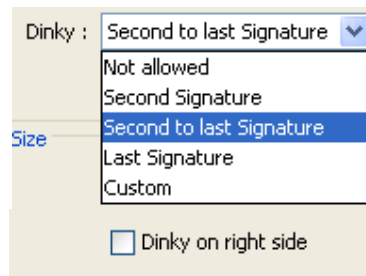 Dinky : Second to last Signature
Not allowed
Second Signature
Second to last Signature
Size
Last Signature
Custom
Dinky on right side